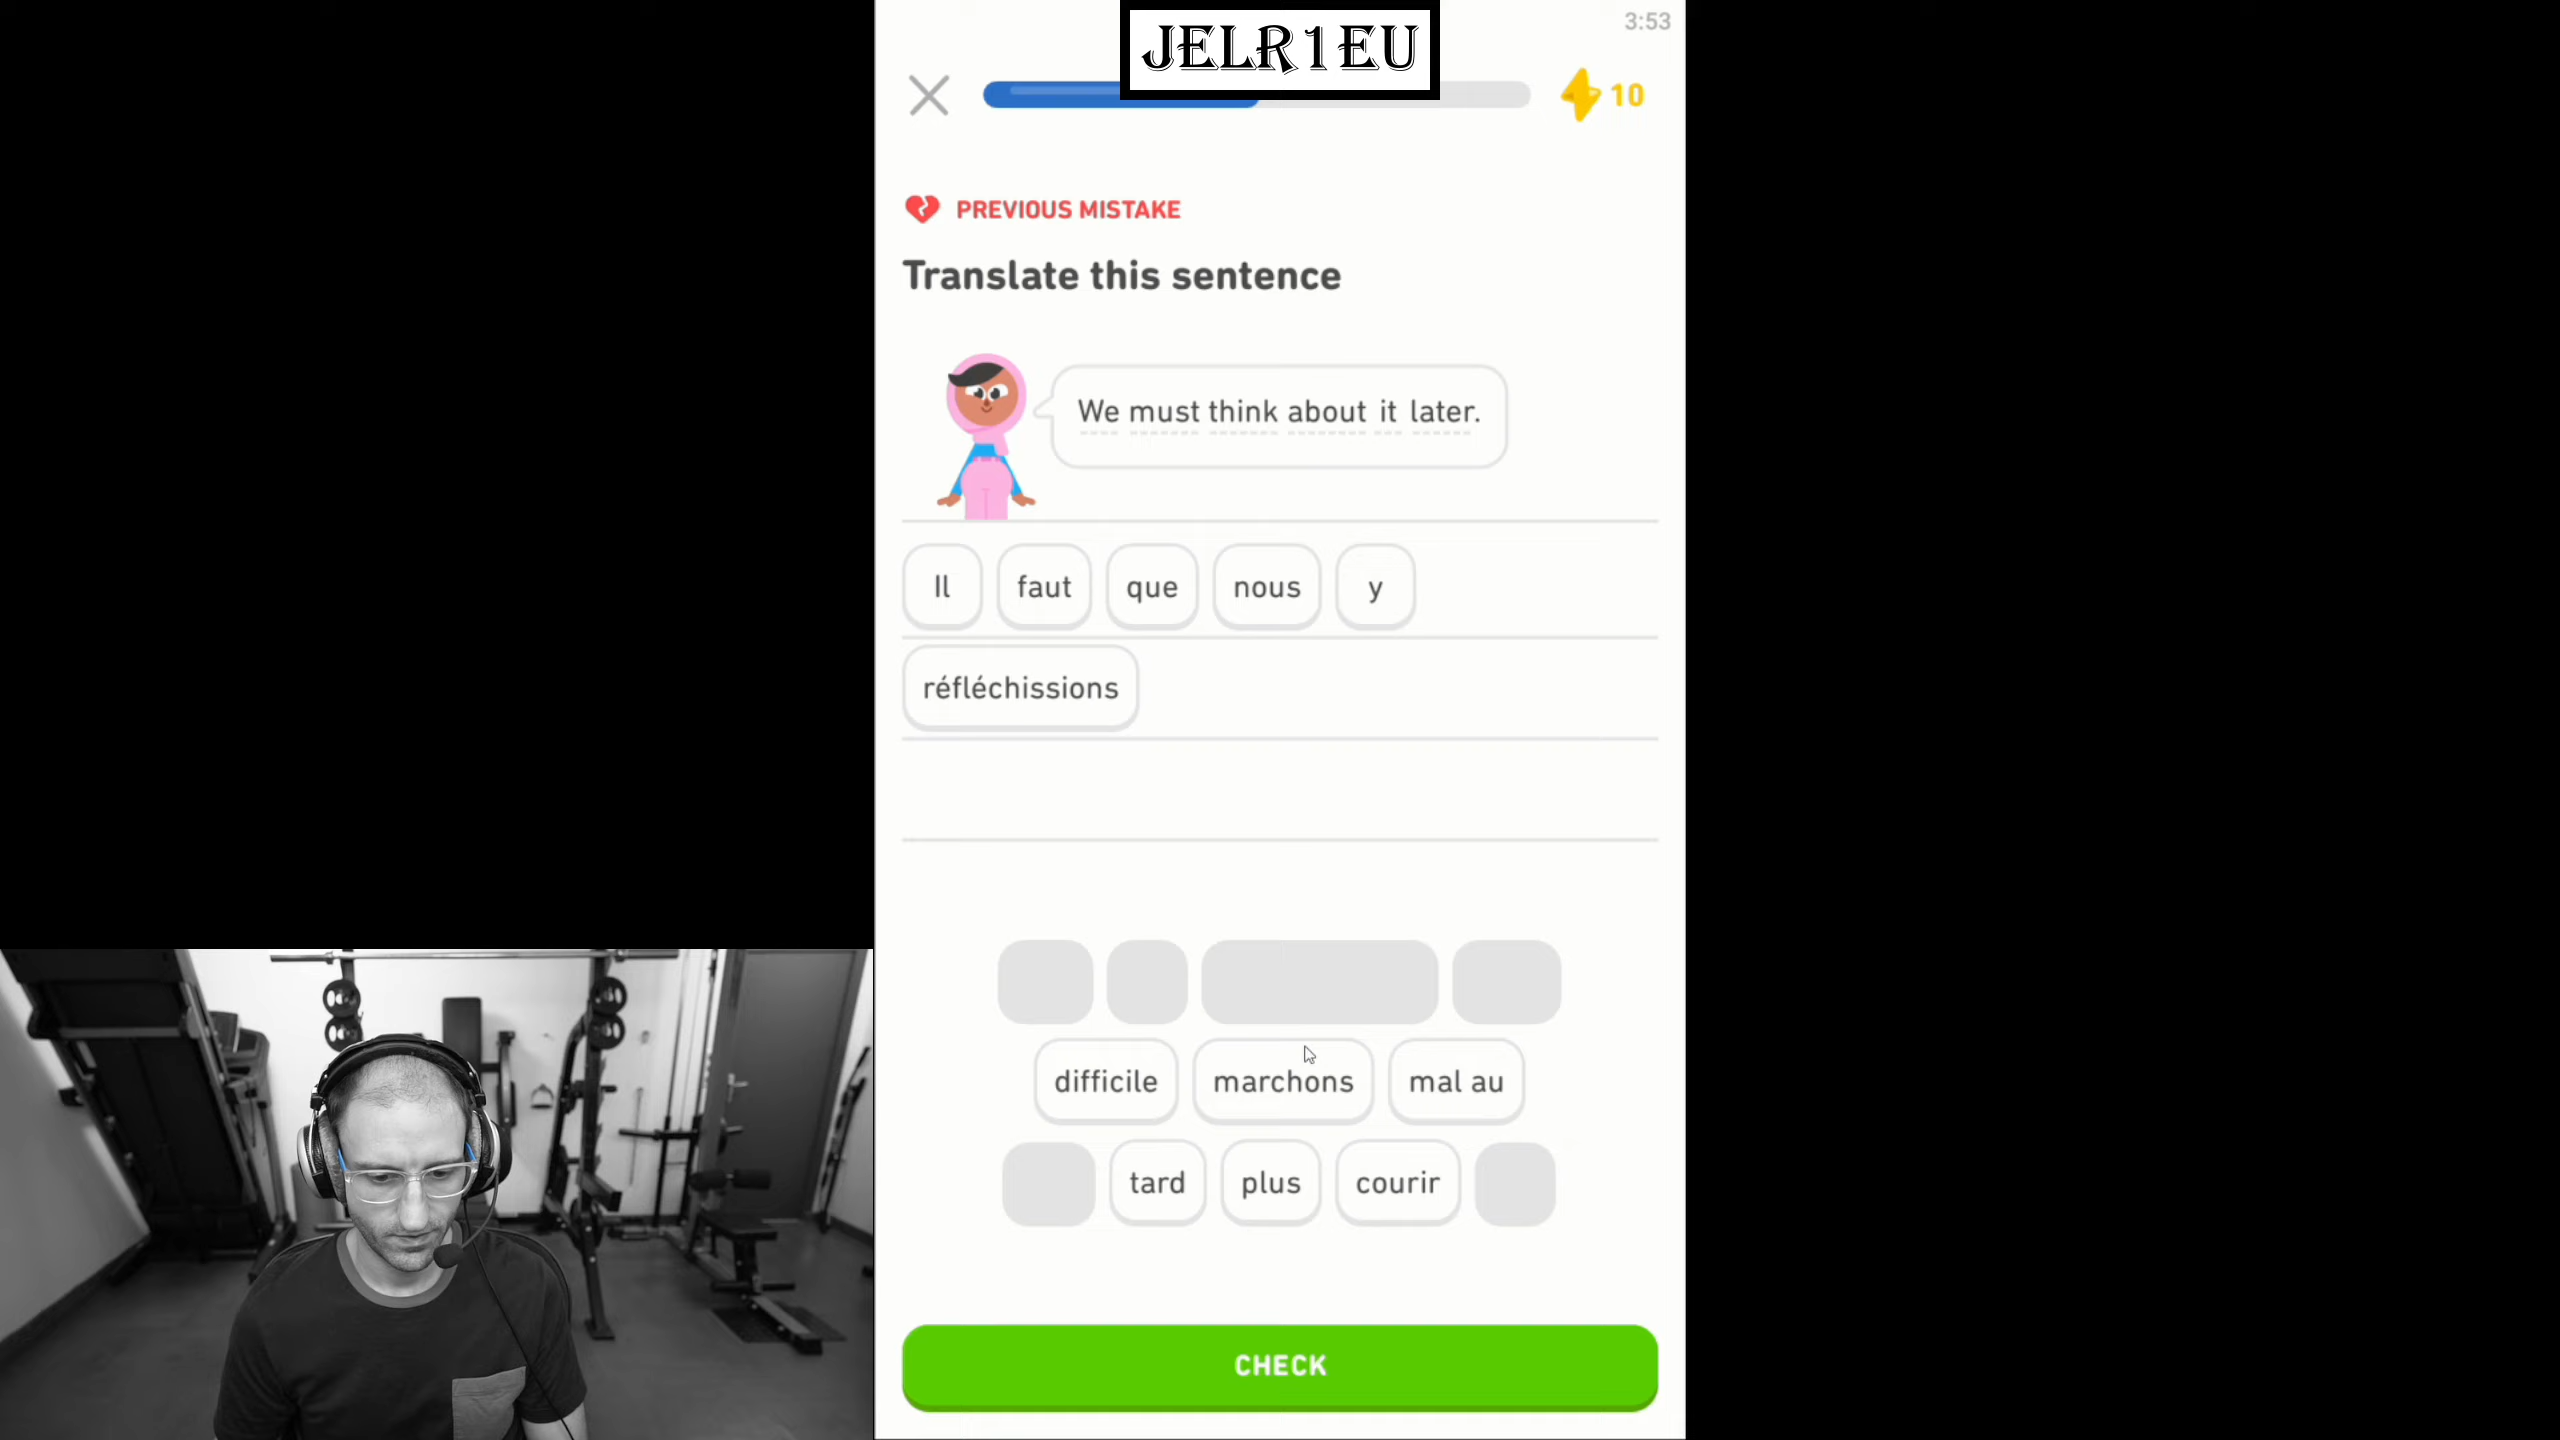 JELR1EU
3:53
10
PREVIOUS MISTAKE
Translate this sentence
We must think about it later.
Il faut que nous y
réfléchissions
difficile marchons mal au
tard plus courir
CHECK